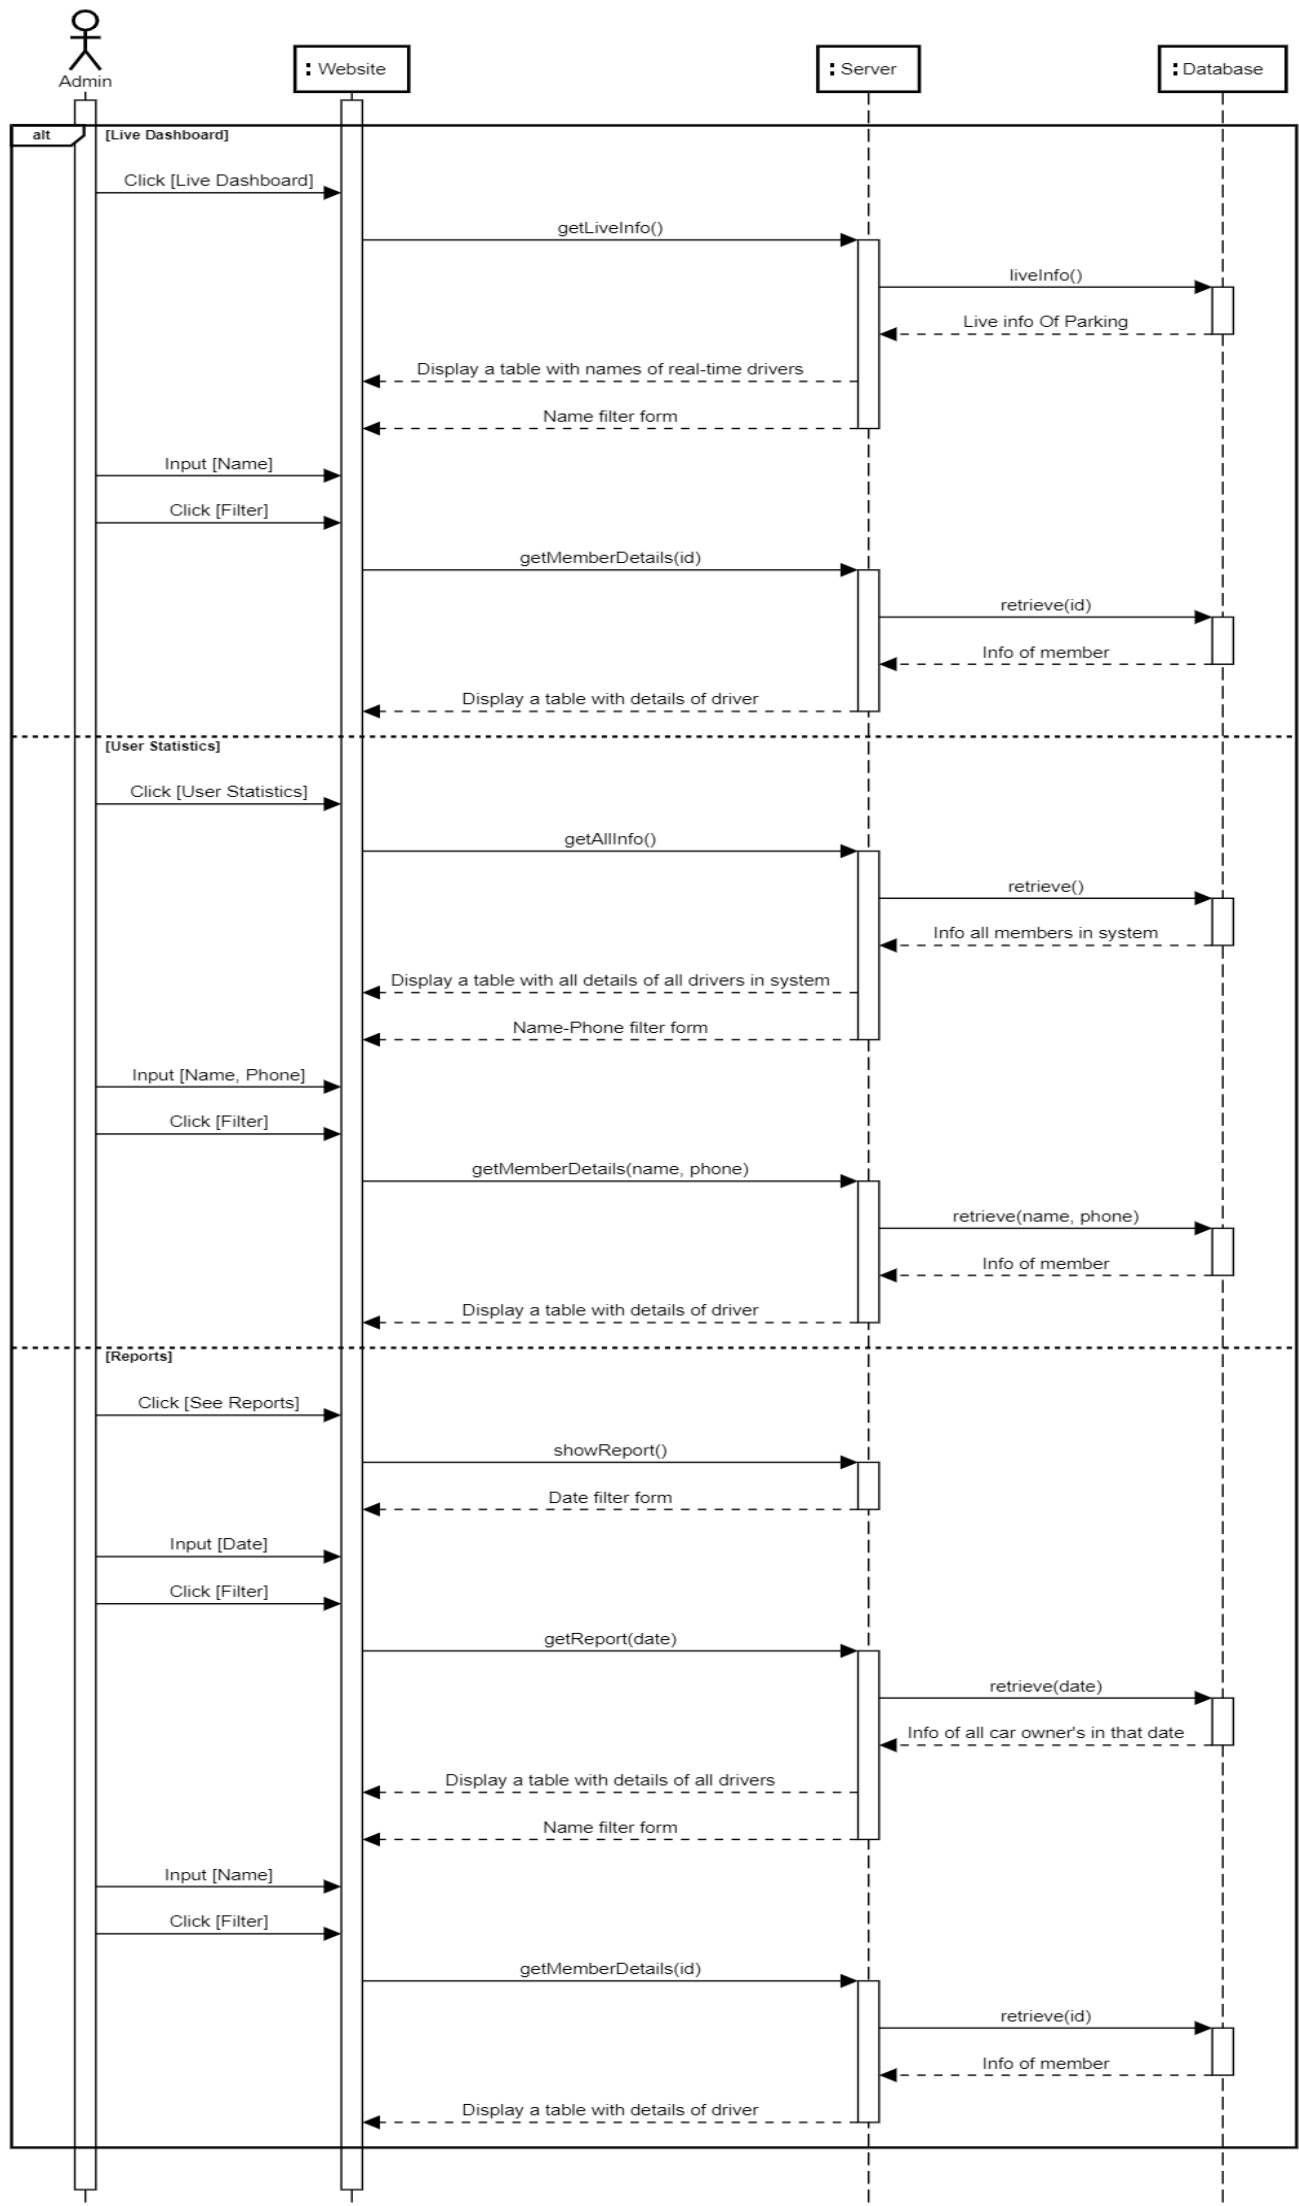 Admin
: Website
: Server
: Database
alt
[Live Dashboard]
Click [Live Dashboard]
getLiveInfo()
liveInfo()
Live info Of Parking
Display a table with names of real-time drivers
Name filter form
Input [Name]
Click [Filter]
getMemberDetails(id)
retrieve(id)
Info of member
Display a table with details of driver
[User Statistics]
Click [User Statistics]
getAllInfo()
retrieve()
Info all members in system
Display a table with all details of all drivers in system
Name-Phone filter form
Input [Name, Phone]
Click [Filter]
getMemberDetails(name, phone)
retrieve(name, phone)
Info of member
Display a table with details of driver
[Reports]
Click [See Reports]
showReport()
Date filter form
Input [Date]
Click [Filter]
getReport(date)
retrieve(date)
Info of all car owner's in that date
Display a table with details of all drivers
Name filter form
Input [Name]
Click [Filter]
getMemberDetails(id)
retrieve(id)
Info of member
Display a table with details of driver